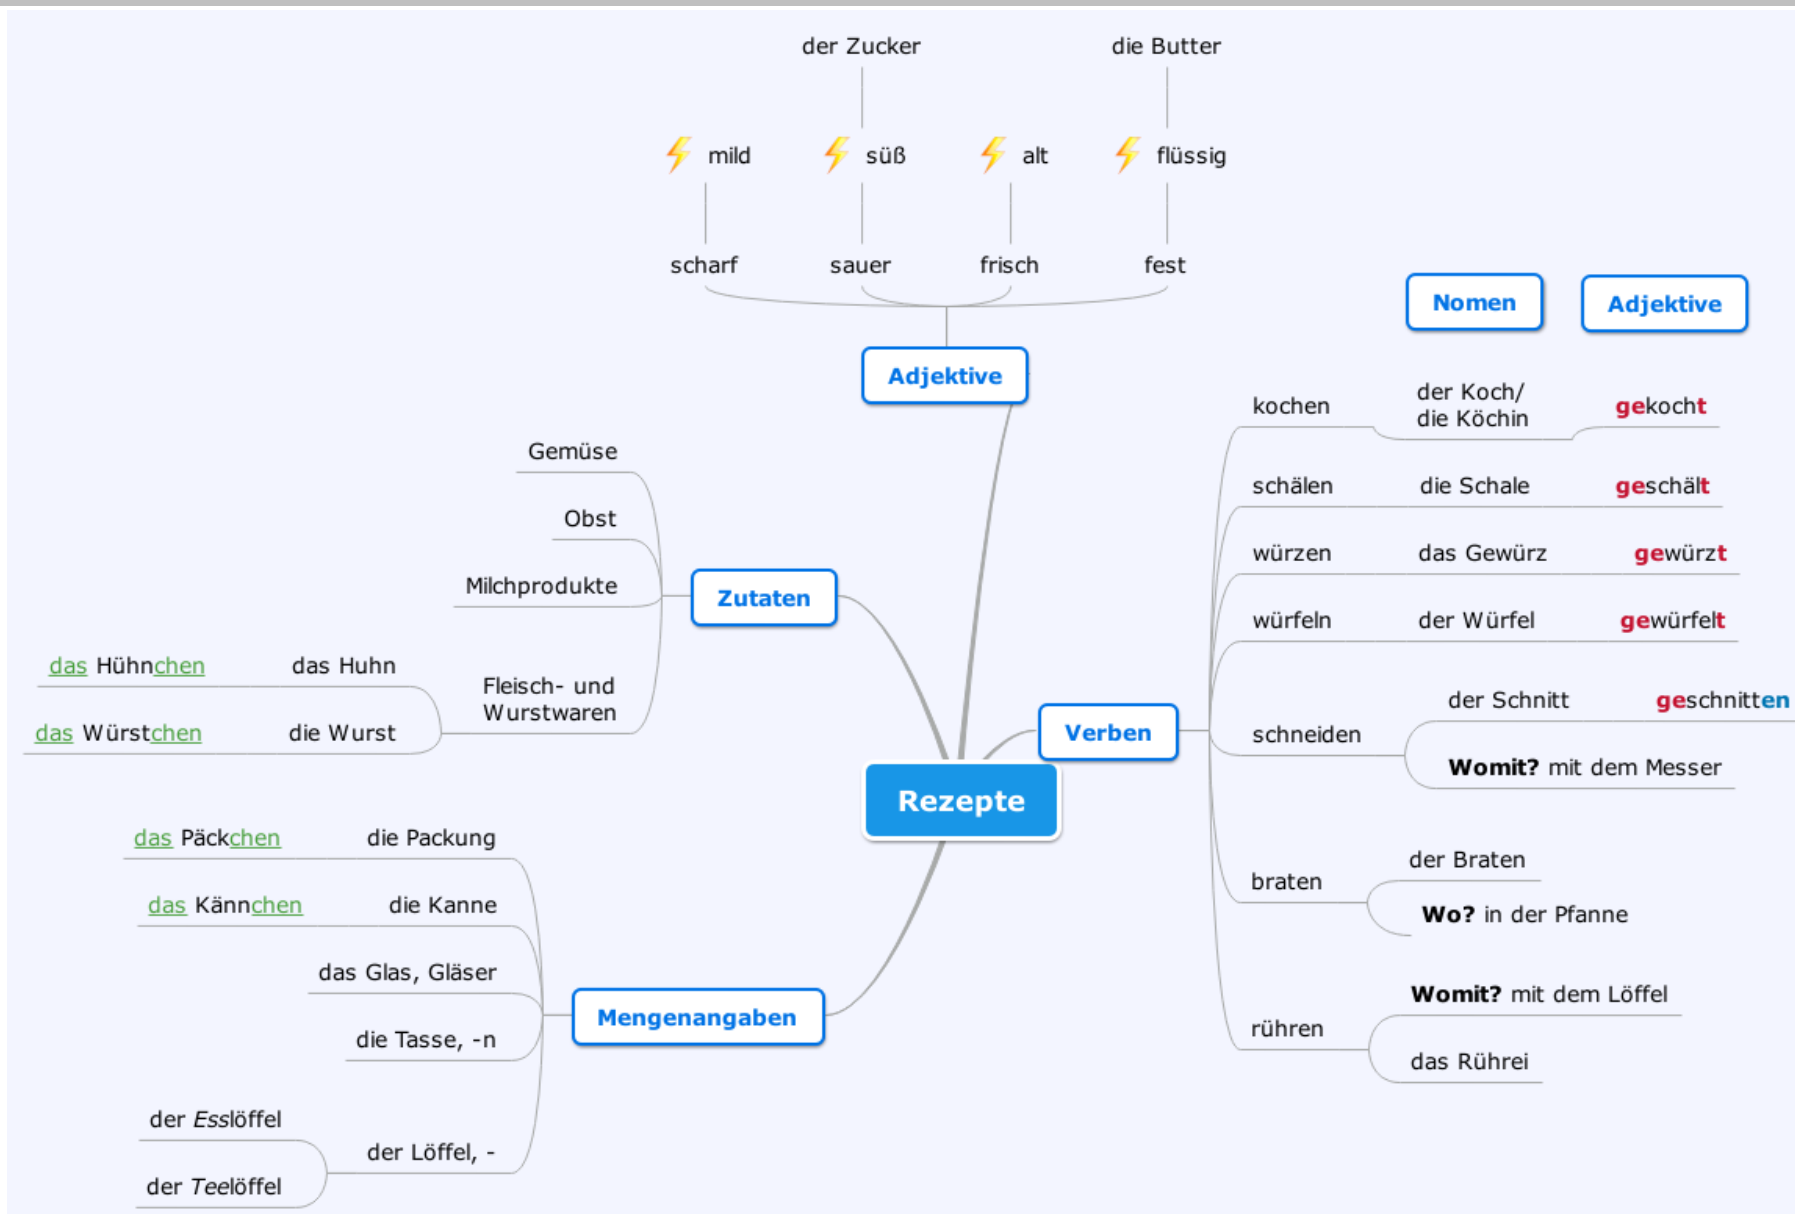 der Zucker
die Butter
mild
süß
alt
flüssig
scharf
sauer
frisch
fest
Adjektive
Nomen
Adjektive
kochen
der Koch/
die Köchin
gekocht
schälen
die Schale
geschält
würzen
das Gewürz
gewürzt
würfeln
der Würfel
gewürfelt
schneiden
der Schnitt
geschnitten
Womit? mit dem Messer
Verben
braten
der Braten
Wo? in der Pfanne
rühren
Womit? mit dem Löffel
das Rührei
Rezepte
Zutaten
Gemüse
Obst
Milchprodukte
Fleisch- und
Wurstwaren
das Huhn
das Hühnchen
die Wurst
das Würstchen
Mengenangaben
die Packung
das Päckchen
die Kanne
das Kännchen
das Glas, Gläser
die Tasse, -n
der Löffel, -
der Esslöffel
der Teelöffel